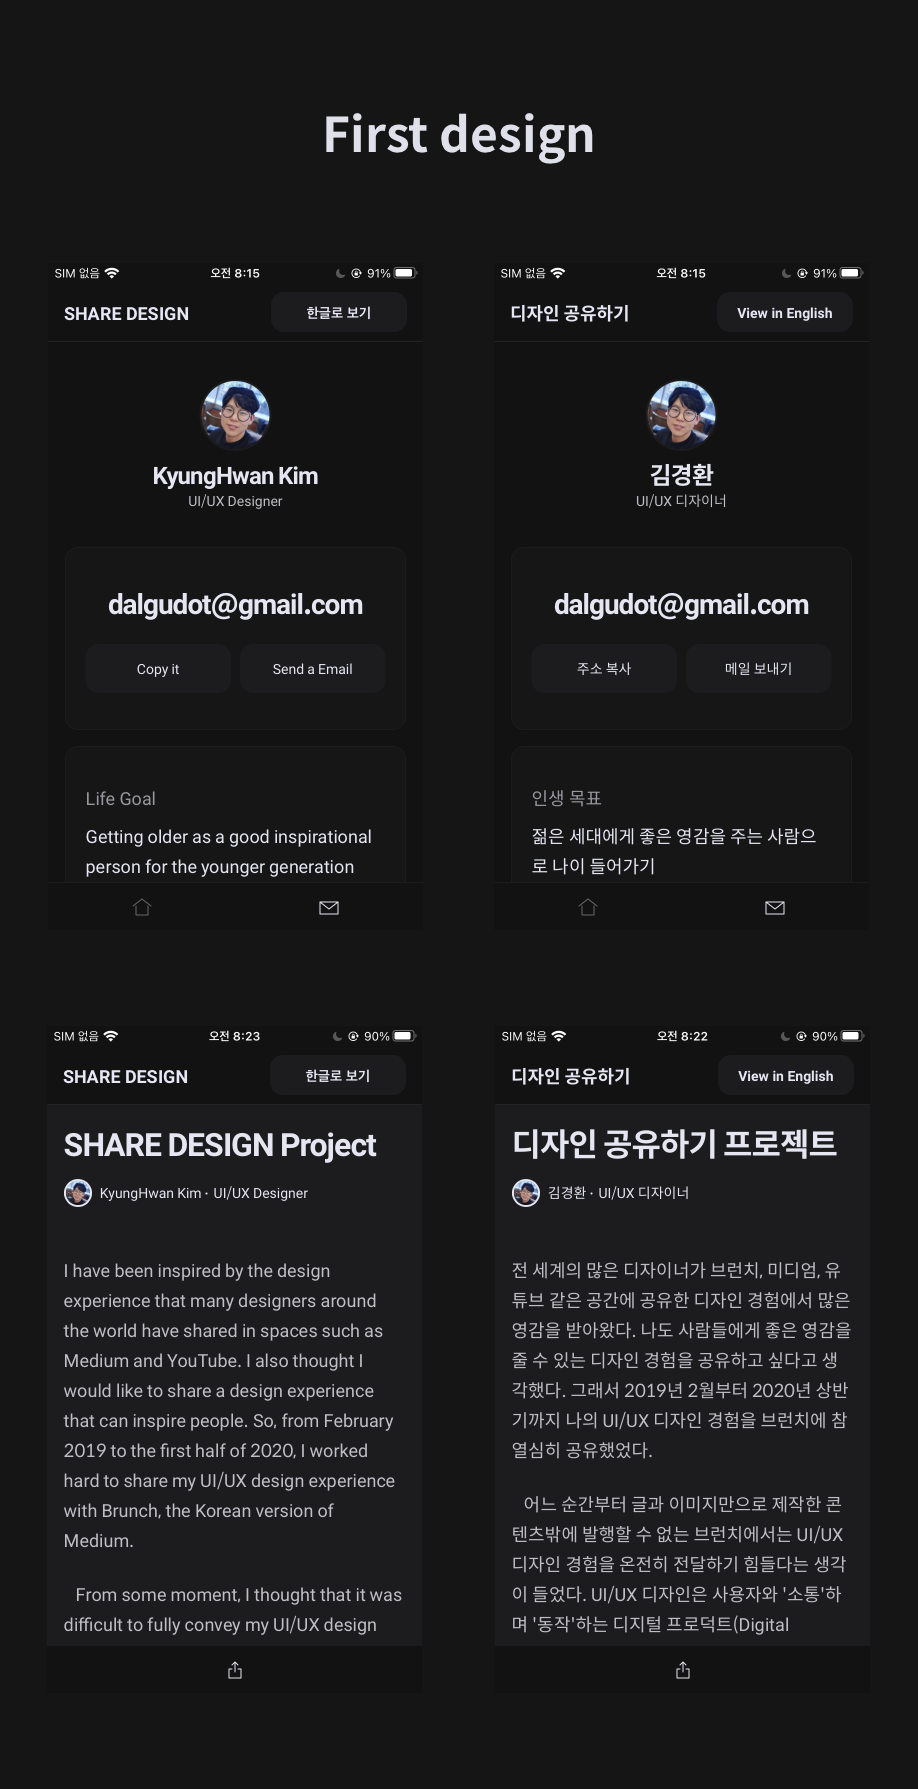 First design
SIM 없음 오전 8:15 91%
SHARE DESIGN 한글로 보기
KyungHwan Kim
UI/UX Designer
dalgudot@gmail.com
Copy it Send a Email
Life Goal
Getting older as a good inspirational
person for the younger generation
SIM 없음 오전 8:15 91%
디자인 공유하기 View in English
김경환
UI/UX 디자이너
dalgudot@gmail.com
주소 복사 메일 보내기
인생 목표
젊은 세대에게 좋은 영감을 주는 사람으
로 나이 들어가기
SIM 없음 오전 8:23 90%
SHARE DESIGN 한글로 보기
SHARE DESIGN Project
KyungHwan Kim · UI/UX Designer
I have been inspired by the design
experience that many designers around
the world have shared in spaces such as
Medium and YouTube. I also thought I
would like to share a design experience
that can inspire people. So, from February
2019 to the first half of 2020, I worked
hard to share my UI/UX design experience
with Brunch, the Korean version of
Medium.
From some moment, I thought that it was
difficult to fully convey my UI/UX design
SIM 없음 오전 8:22 90%
디자인 공유하기 View in English
디자인 공유하기 프로젝트
김경환 · UI/UX 디자이너
전 세계의 많은 디자이너가 브런치, 미디엄, 유
튜브 같은 공간에 공유한 디자인 경험에서 많은
영감을 받아왔다. 나도 사람들에게 좋은 영감을
줄 수 있는 디자인 경험을 공유하고 싶다고 생
각했다. 그래서 2019년 2월부터 2020년 상반
기까지 나의 UI/UX 디자인 경험을 브런치에 참
열심히 공유했었다.
어느 순간부터 글과 이미지만으로 제작한 콘
텐츠밖에 발행할 수 없는 브런치에서는 UI/UX
디자인 경험을 온전히 전달하기 힘들다는 생각
이 들었다. UI/UX 디자인은 사용자와 '소통'하
며 '동작'하는 디지털 프로덕트(Digital